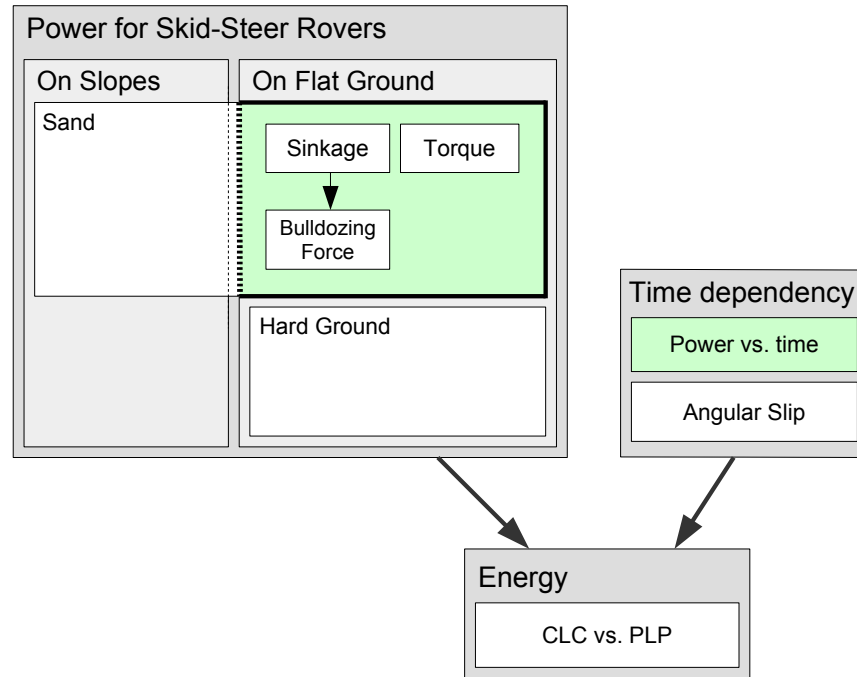 Power for Skid-Steer Rovers
On Slopes
On Flat Ground
Sand
Sinkage
Torque
Bulldozing
Force
Hard Ground
Time dependency
Power vs. time
Angular Slip
Energy
CLC vs. PLP